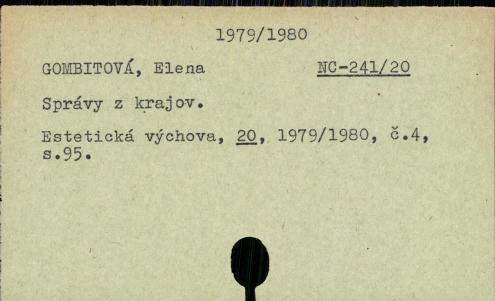 1979/1980
GOMBITOVÁ, Elena NC-241/20
Správy z krajov.
Estetická výchova, 20, 1979/1980, č.4,
s.95.